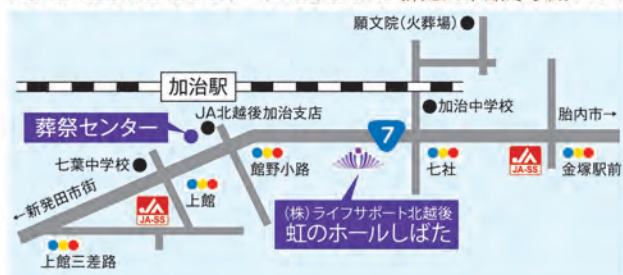 願文院(火葬場)
加治駅
JA北越後加治支店
加治中学校
葬祭センター
胎内市→
7
七葉中学校
館野小路
七社
JA-SS
金塚駅前
←新発田市街
上館
JA-SS
(株)ライフサポート北越後
虹のホールしばた
上館三差路